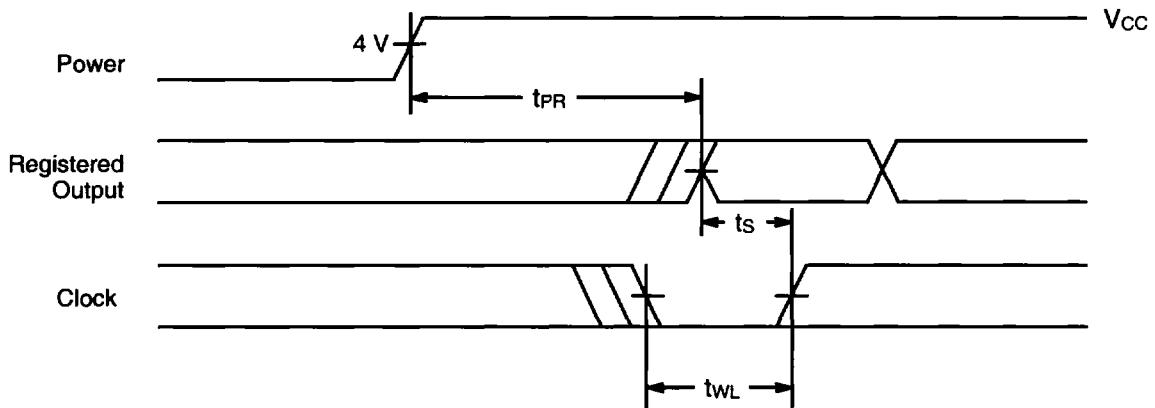 VCC
4 V
Power
tPR
Registered
Output
tS
Clock
tWL